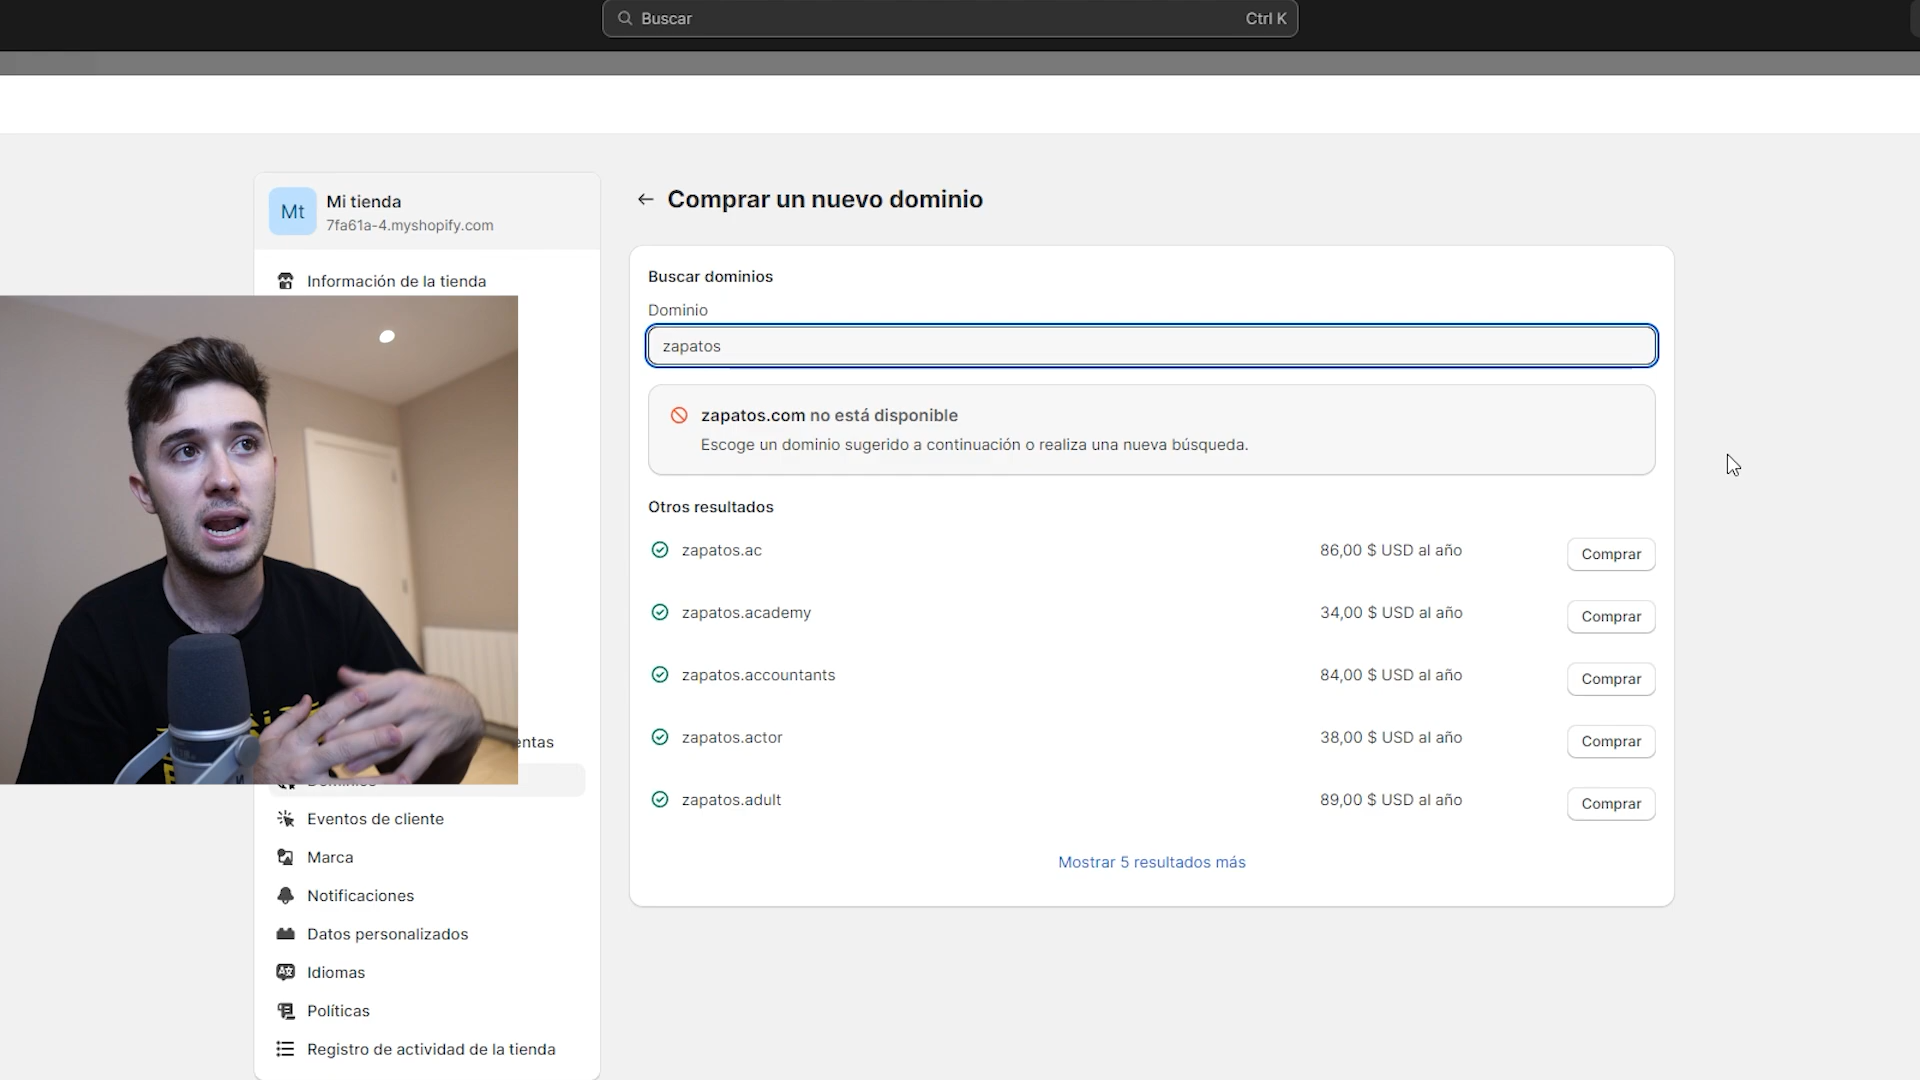 Buscar
Ctrl K
Mt
Mi tienda
7fa61a-4.myshopify.com
Información de la tienda
entas
Dominios
Eventos de cliente
Marca
Notificaciones
Datos personalizados
Idiomas
Políticas
Registro de actividad de la tienda
Comprar un nuevo dominio
Buscar dominios
Dominio
zapatos
zapatos.com no está disponible
Escoge un dominio sugerido a continuación o realiza una nueva búsqueda.
Otros resultados
zapatos.ac 86,00 $ USD al año Comprar
zapatos.academy 34,00 $ USD al año Comprar
zapatos.accountants 84,00 $ USD al año Comprar
zapatos.actor 38,00 $ USD al año Comprar
zapatos.adult 89,00 $ USD al año Comprar
Mostrar 5 resultados más